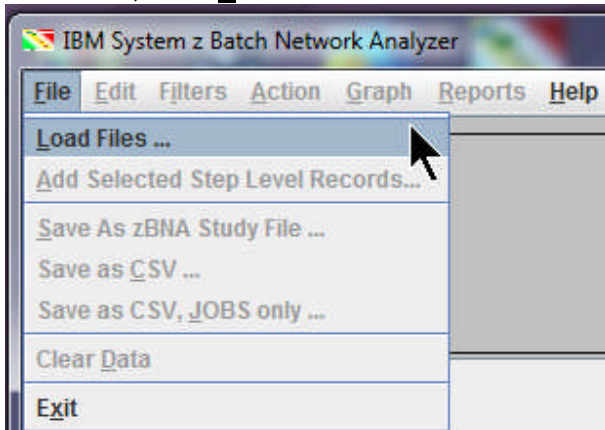 IBM System z Batch Network Analyzer
File Edit Filters Action Graph Reports Help
Load Files ...
Add Selected Step Level Records...
Save As zBNA Study File ...
Save as CSV ...
Save as CSV, JOBS only ...
Clear Data
Exit